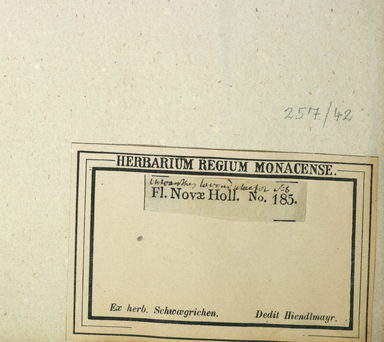 257/42
HERBARIUM REGIUM MONACENSE.
Fl. Novæ Holl. No. 185.
Ex herb. Schwægrichen. Dedit Hiendlmayr.